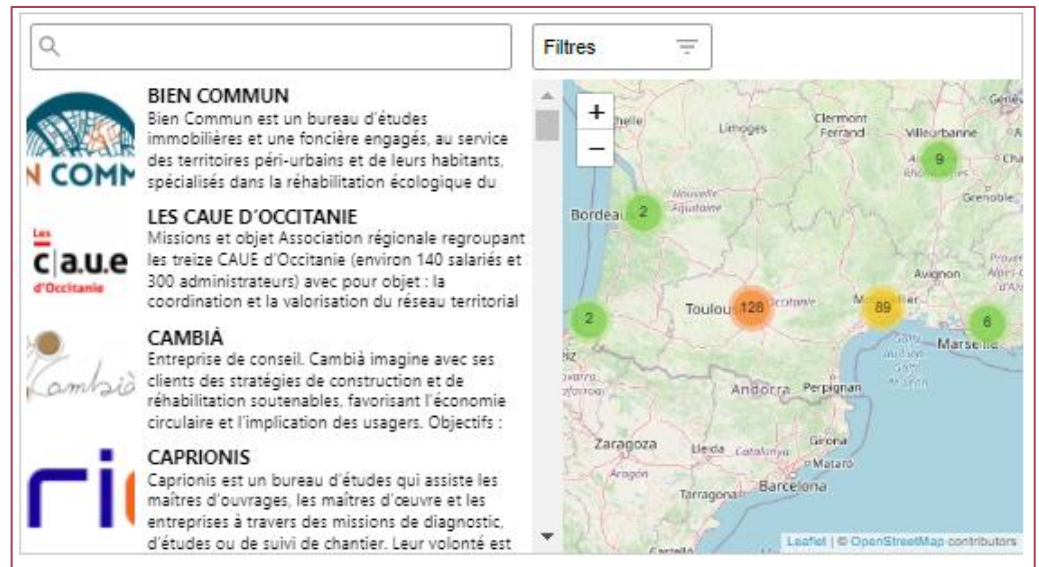 Filtres
BIEN COMMUN
Bien Commun est un bureau d'études
immobilières et une foncière engagés, au service
des territoires péri-urbains et de leurs habitants,
spécialisés dans la réhabilitation écologique du
N COMM
LES CAUE D'OCCITANIE
Missions et objet Association régionale regroupant
les treize CAUE d'Occitanie (environ 140 salariés et
300 administrateurs) avec pour objet : la
coordination et la valorisation du réseau territorial
Les
c|a.u.e
d'Occitanie
CAMBIÀ
Entreprise de conseil. Cambià imagine avec ses
clients des stratégies de construction et de
réhabilitation soutenables, favorisant l'économie
circulaire et l'implication des usagers. Objectifs :
Cambià
CAPRIONIS
Caprionis est un bureau d'études qui assiste les
maîtres d'ouvrages, les maîtres d'œuvre et les
entreprises à travers des missions de diagnostic,
d'études ou de suivi de chantier. Leur volonté est
ri
+
−
Limoges
Clermont
Ferrand
Villeurbanne
9
Grenoble
Nouvelle
Aquitaine
2
Avignon
128
Occitanie
89
6
2
Andorra
Perpignan
Zaragoza
Lleida
Catalunya
Girona
Mataró
Aragón
Tarragona
Barcelona
Leaflet | © OpenStreetMap contributors